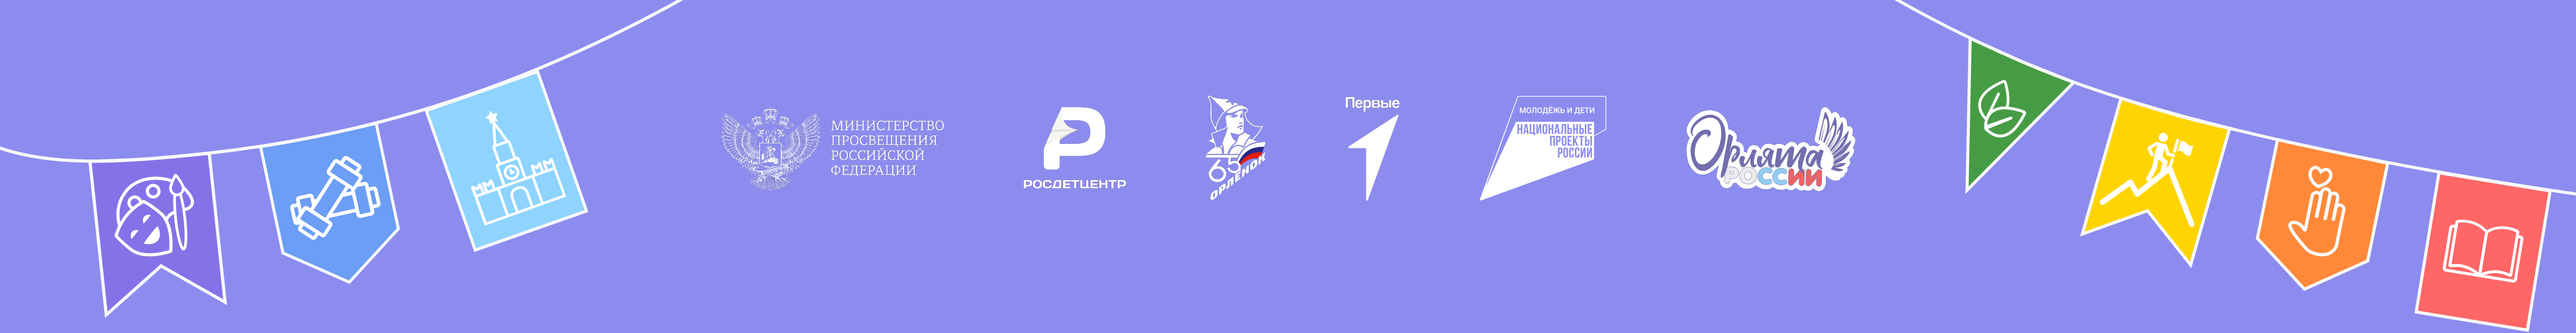 МИНИСТЕРСТВО
ПРОСВЕЩЕНИЯ
РОССИЙСКОЙ
ФЕДЕРАЦИИ
РОСДЕТЦЕНТР
65
ОРЛЁНОК
Первые
МОЛОДЁЖЬ И ДЕТИ
НАЦИОНАЛЬНЫЕ
ПРОЕКТЫ
РОССИИ
Орлята
РОССИИ